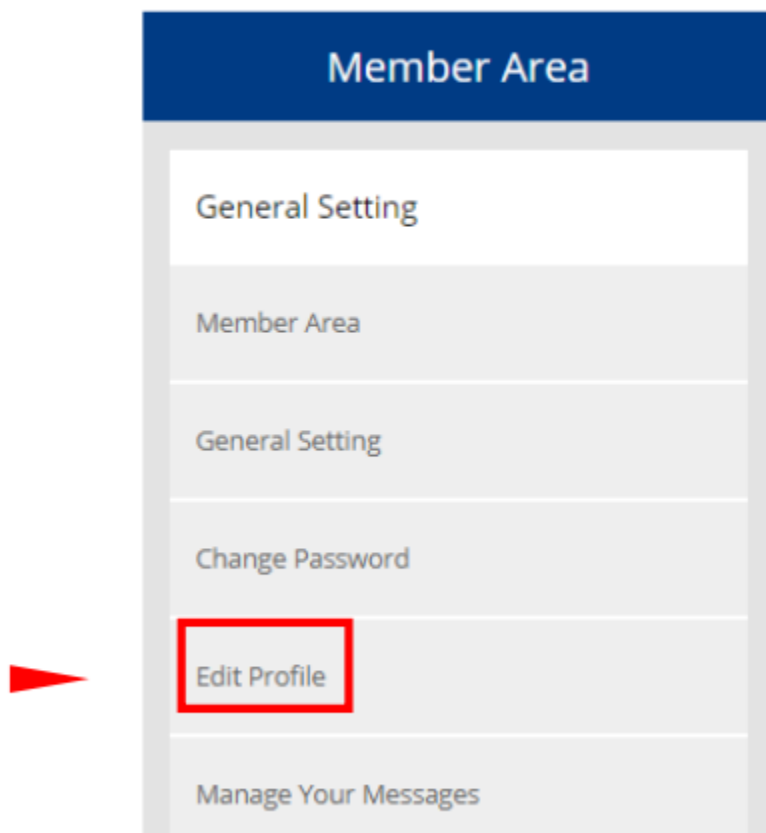 Member Area
General Setting
Member Area
General Setting
Change Password
Edit Profile
Manage Your Messages